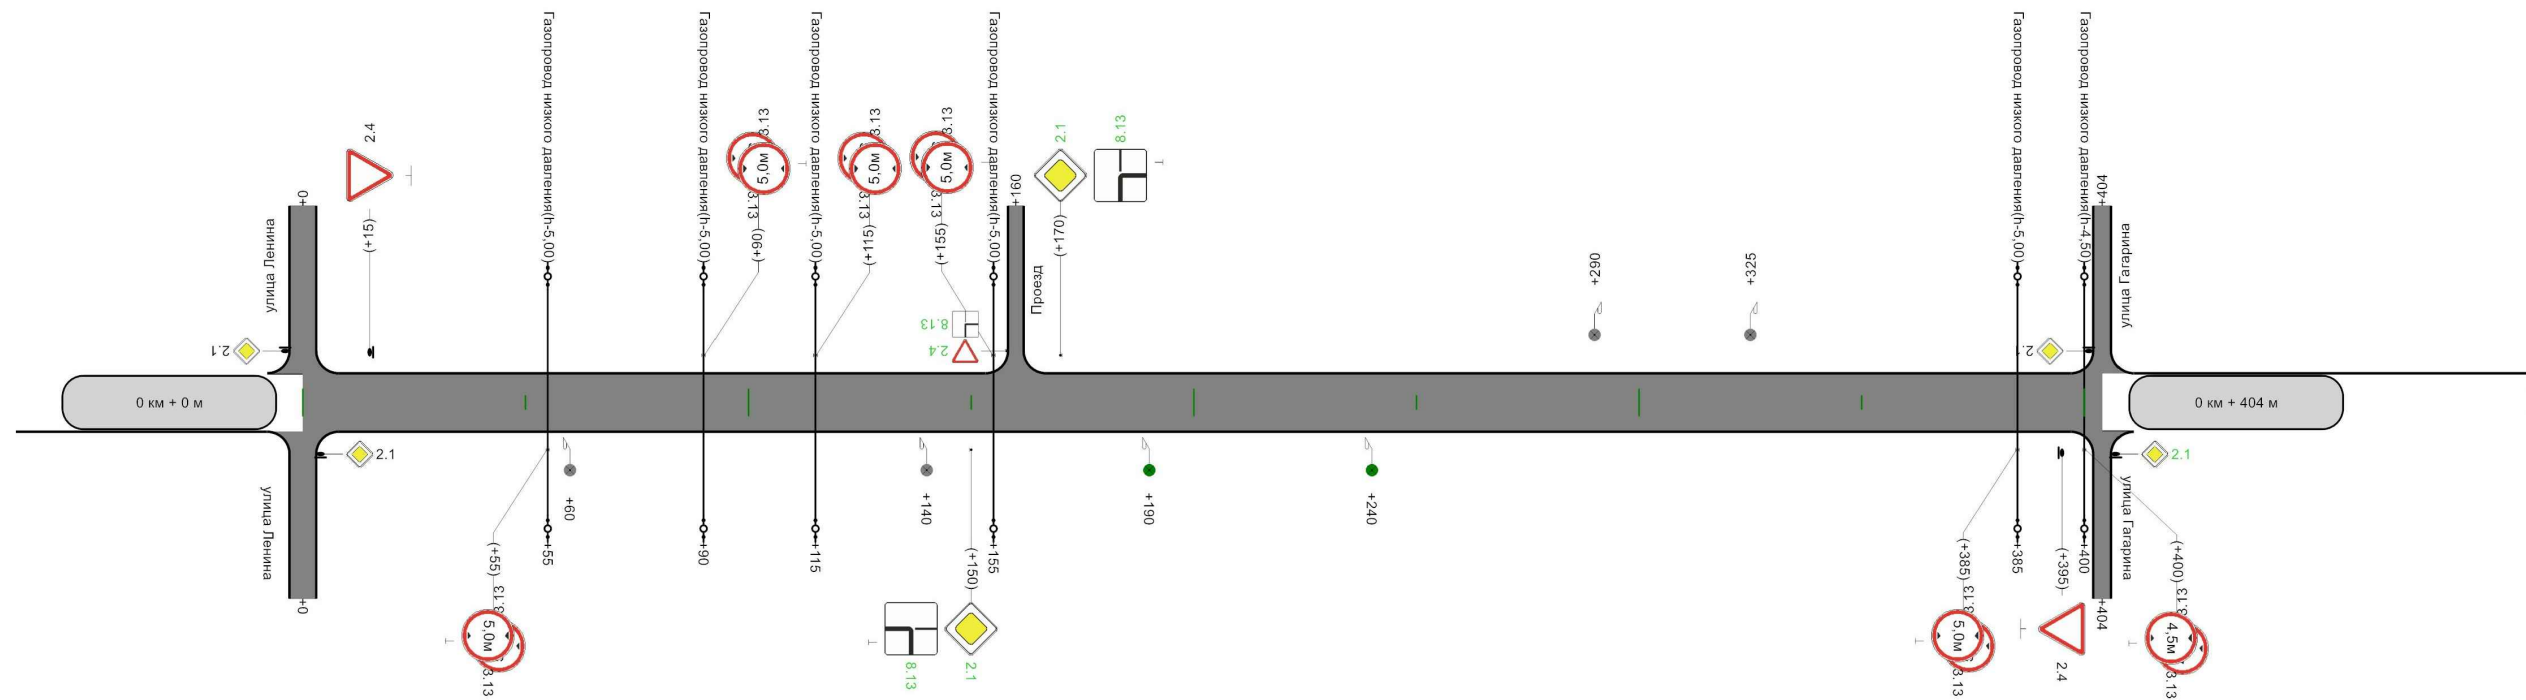 Газопровод низкого давления(h-5,00)
Газопровод низкого давления(h-5,00)
Газопровод низкого давления(h-5,00)
Газопровод низкого давления(h-5,00)
Газопровод низкого давления(h-5,00)
Газопровод низкого давления(h-4,50)
2.4
3.13
3.13
3.13
2.1
8.13
5,0м
5,0м
5,0м
+0
3.13
3.13
3.13
+160
+404
(+15)
(+90)
(+115)
(+155)
(+170)
улица Ленина
Проезд
+290
+325
улица Гагарина
8.13
2.4
2.1
2.1
0 км + 0 м
0 км + 404 м
2.1
2.1
улица Ленина
+60
+140
+190
+240
улица Гагарина
(+55)
+55
+90
+115
(+150)
+155
(+385)
+385
(+395)
+400
(+400)
3.13
3.13
3.13
+0
+404
5,0м
5,0м
4,5м
3.13
8.13
2.1
3.13
2.4
3.13